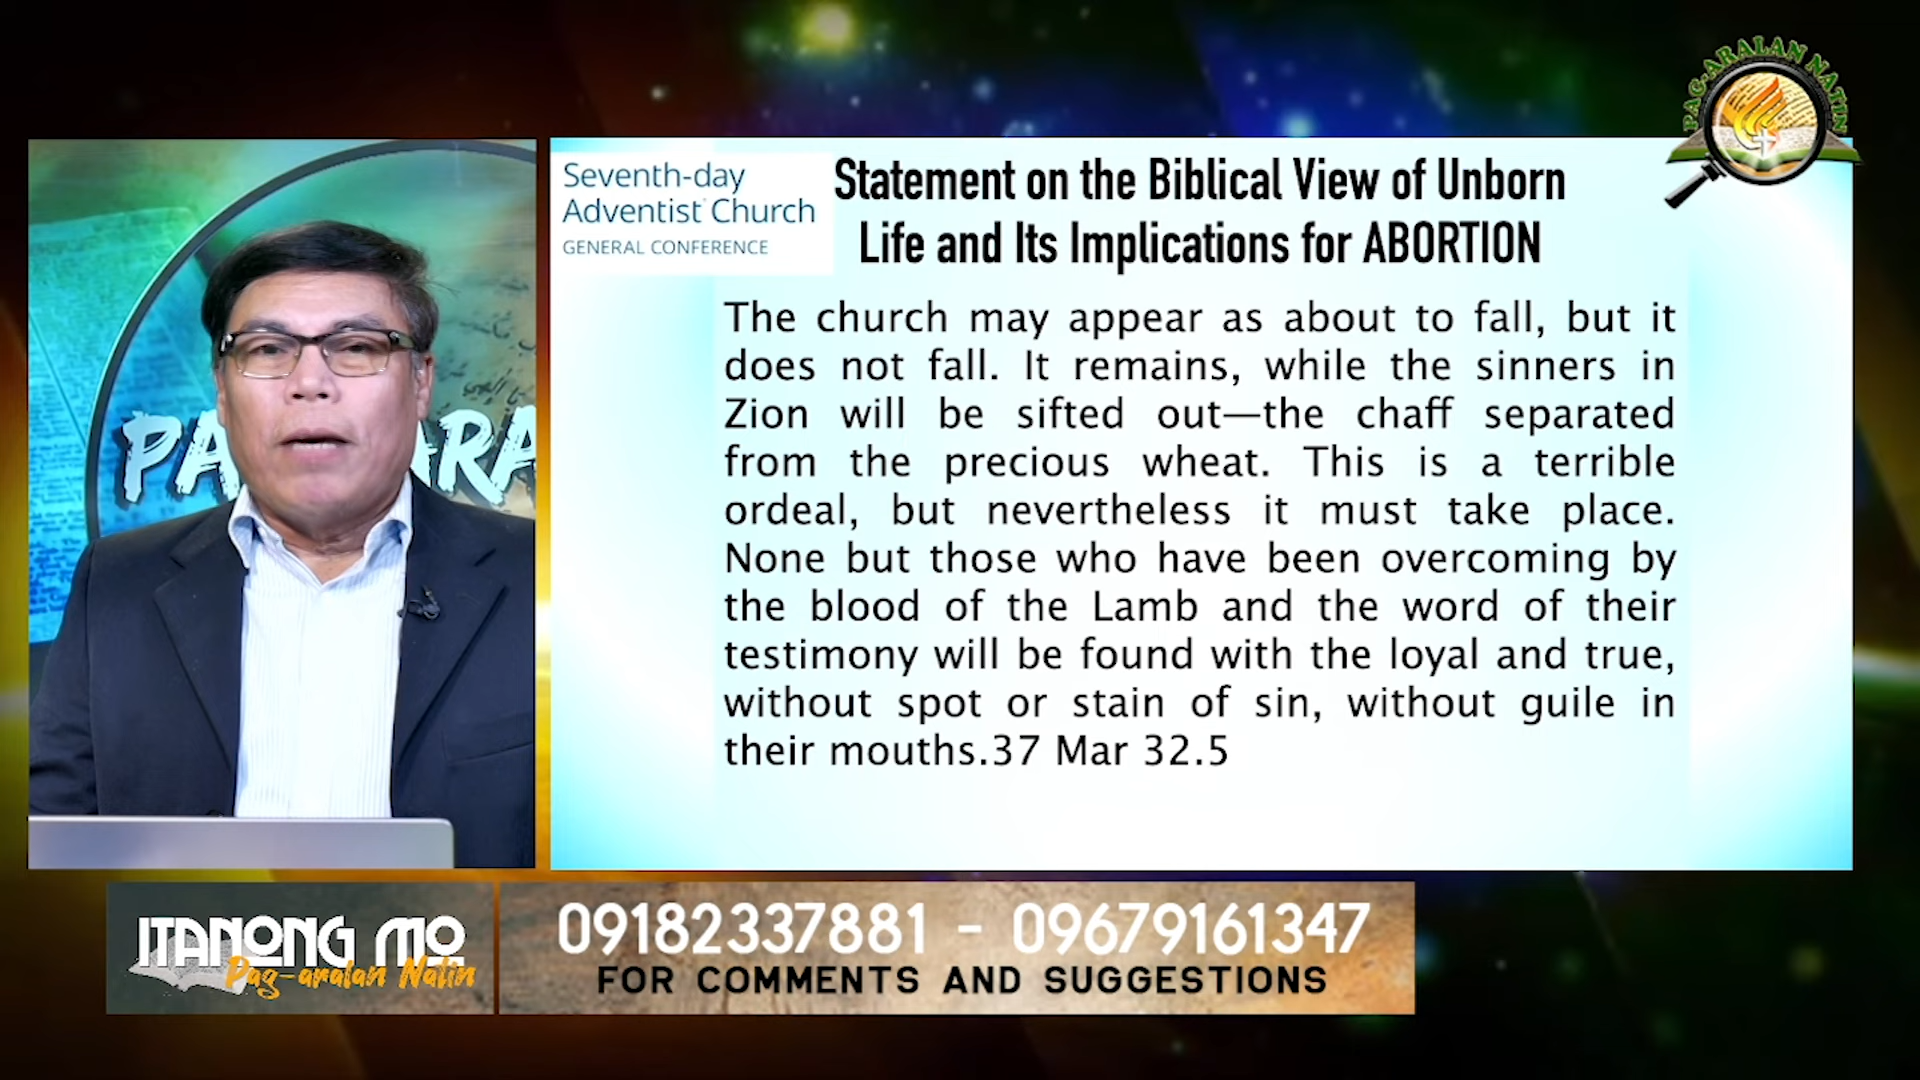 PAG-ARALAN NATIN
Seventh-day
Adventist Church
GENERAL CONFERENCE
Statement on the Biblical View of Unborn
Life and Its Implications for ABORTION
The church may appear as about to fall, but it
does not fall. It remains, while the sinners in
Zion will be sifted out—the chaff separated
from the precious wheat. This is a terrible
ordeal, but nevertheless it must take place.
None but those who have been overcoming by
the blood of the Lamb and the word of their
testimony will be found with the loyal and true,
without spot or stain of sin, without guile in
their mouths.37 Mar 32.5
ITANONG MO
Pag-aralan Natin
09182337881 - 09679161347
FOR COMMENTS AND SUGGESTIONS